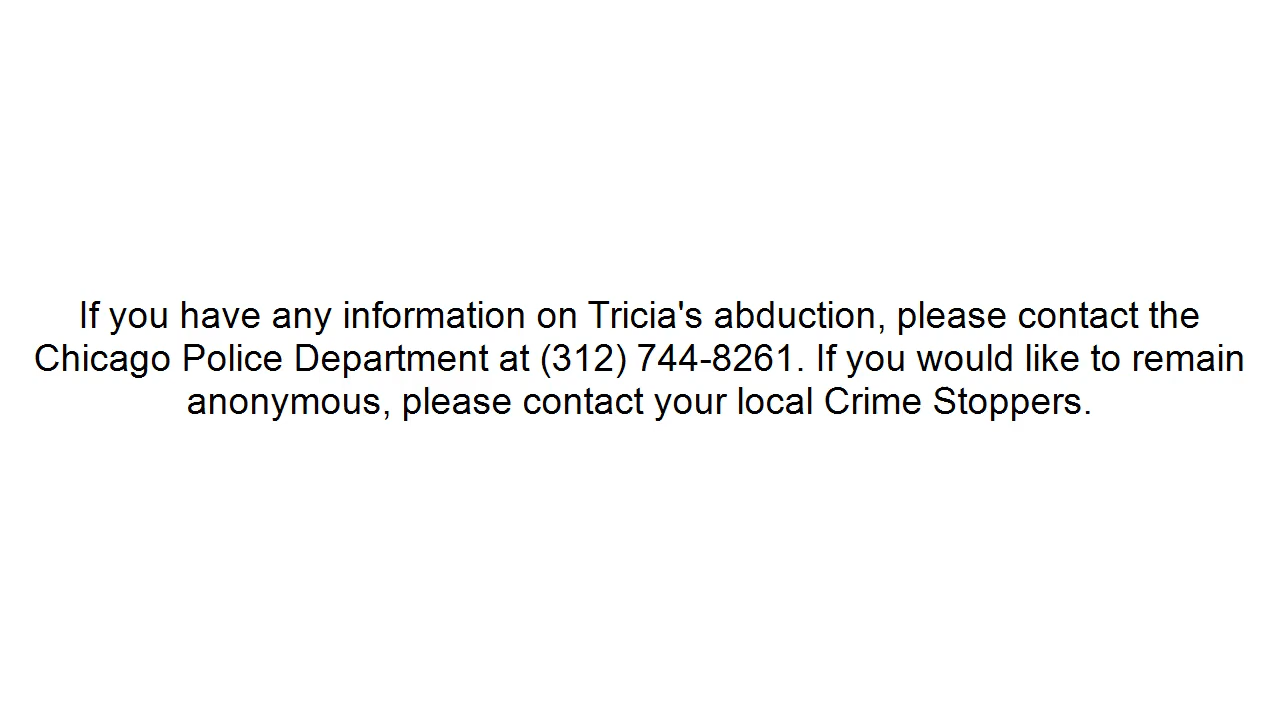 If you have any information on Tricia's abduction, please contact the
Chicago Police Department at (312) 744-8261. If you would like to remain
anonymous, please contact your local Crime Stoppers.